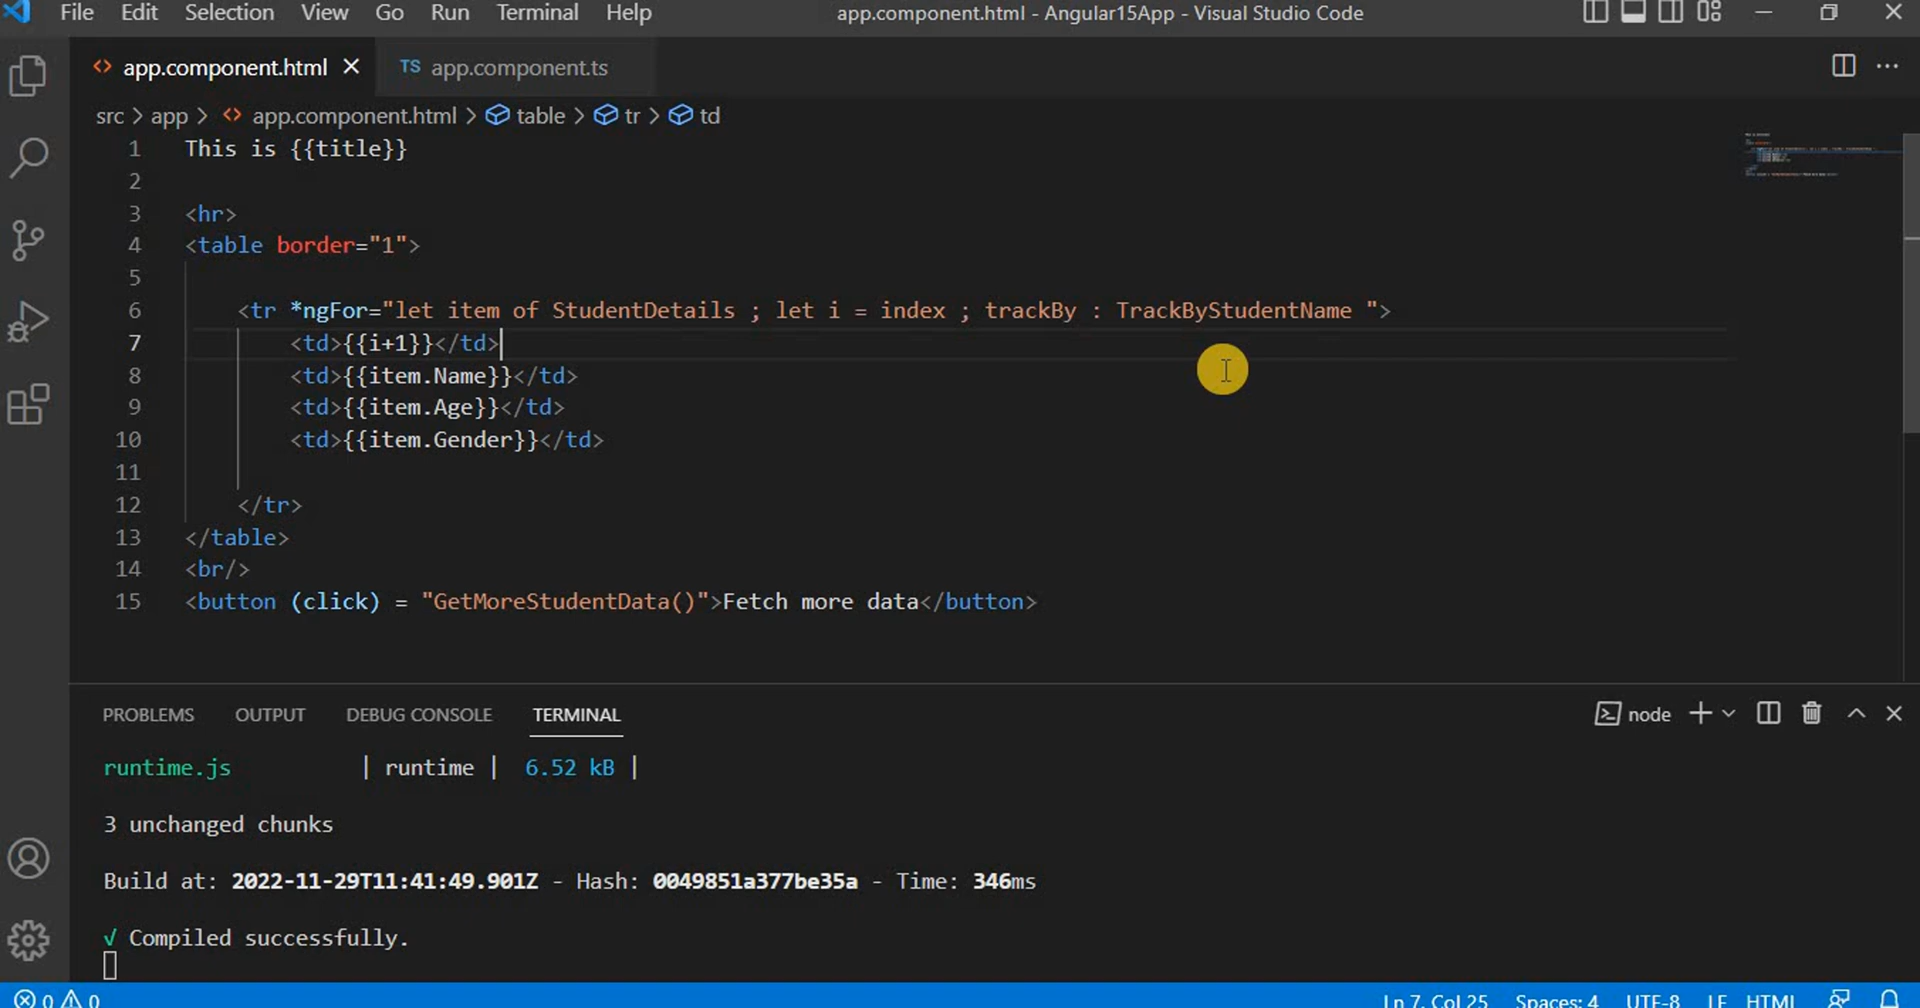 File Edit Selection View Go Run Terminal Help app.component.html - Angular15App - Visual Studio Code
app.component.html TS app.component.ts
src > app > app.component.html > table > tr > td
1 This is {{title}}
2
3 <hr>
4 <table border="1">
5
6 <tr *ngFor="let item of StudentDetails ; let i = index ; trackBy : TrackByStudentName ">
7 <td>{{i+1}}</td>
8 <td>{{item.Name}}</td>
9 <td>{{item.Age}}</td>
10 <td>{{item.Gender}}</td>
11
12 </tr>
13 </table>
14 <br/>
15 <button (click) = "GetMoreStudentData()">Fetch more data</button>
PROBLEMS OUTPUT DEBUG CONSOLE TERMINAL node
runtime.js | runtime | 6.52 kB |
3 unchanged chunks
Build at: 2022-11-29T11:41:49.901Z - Hash: 0049851a377be35a - Time: 346ms
√ Compiled successfully.
0 0 Ln 7, Col 25 Spaces: 4 UTF-8 LF HTML